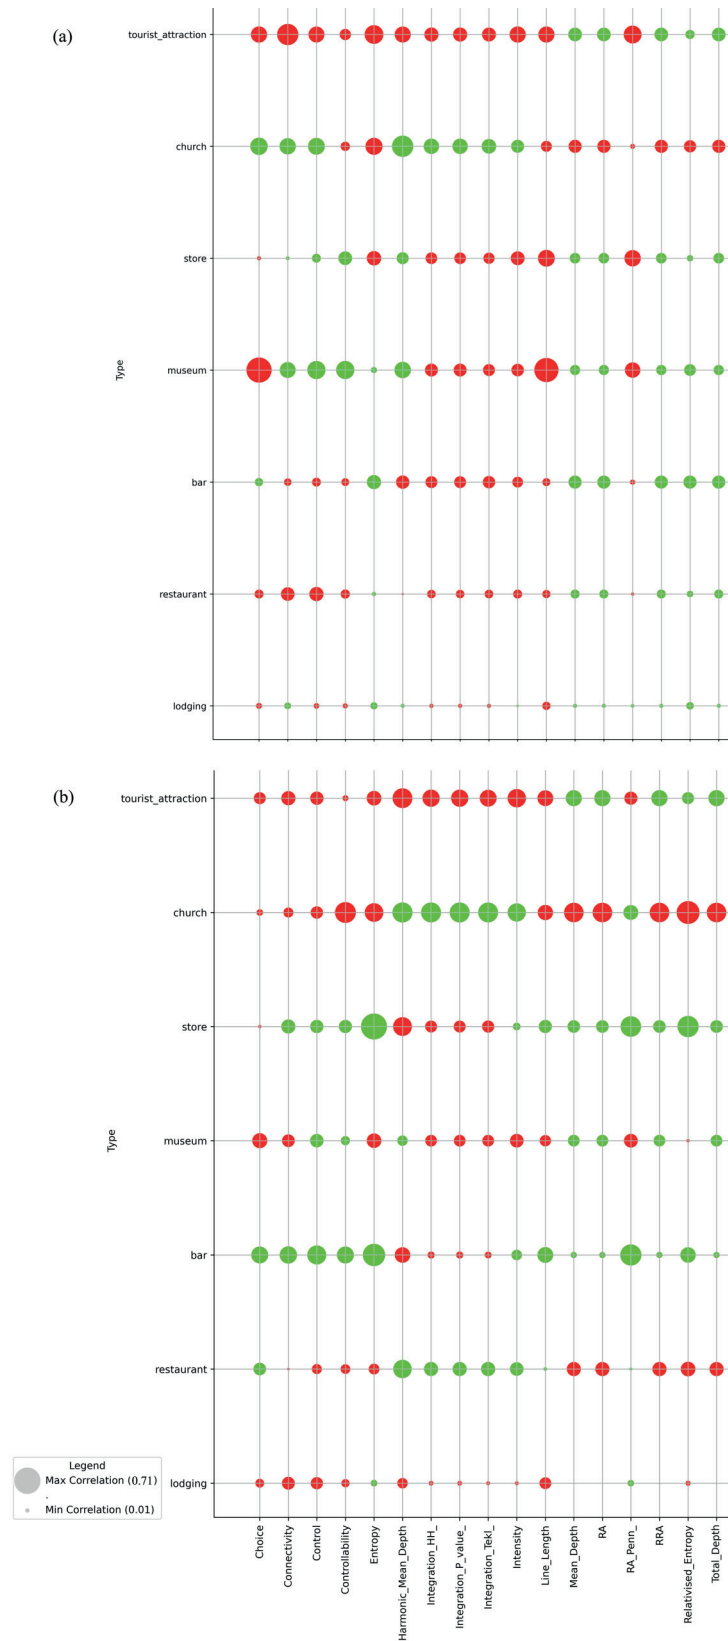 (a)
tourist_attraction
church
store
museum
Type
bar
restaurant
lodging
(b)
tourist_attraction
church
store
museum
Type
bar
restaurant
lodging
Legend
Max Correlation (0.71)
.
Min Correlation (0.01)
Choice
Connectivity
Control
Controllability
Entropy
Harmonic_Mean_Depth
Integration_HH_
Integration_P_value_
Integration_Tekl_
Intensity
Line_Length
Mean_Depth
RA
RA_Penn_
RRA
Relativised_Entropy
Total_Depth